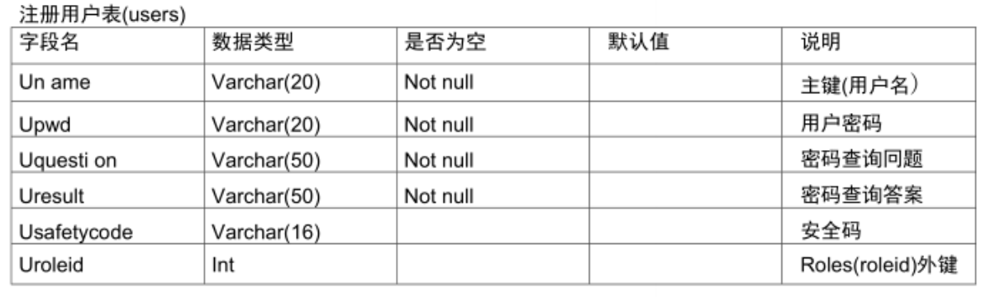 注册用户表(users)
字段名 数据类型 是否为空 默认值 说明
Un ame Varchar(20) Not null 主键(用户名）
Upwd Varchar(20) Not null 用户密码
Uquesti on Varchar(50) Not null 密码查询问题
Uresult Varchar(50) Not null 密码查询答案
Usafetycode Varchar(16) 安全码
Uroleid Int Roles(roleid)外键